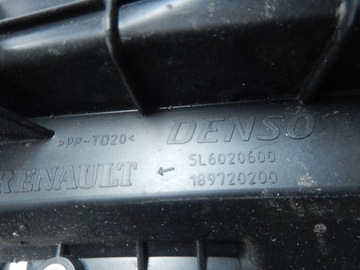 >PP-TD20< DENSO
SL6020600
RENAULT ← 189720200